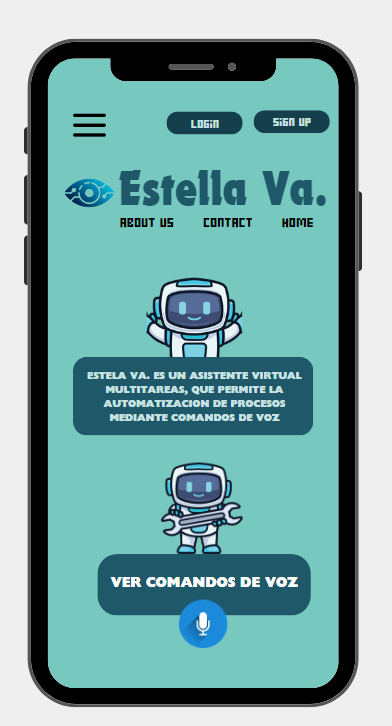 LOGIN
SIGN UP
Estella Va.
ABOUT US
CONTACT
HOME
ESTELA VA. ES UN ASISTENTE VIRTUAL
MULTITAREAS, QUE PERMITE LA
AUTOMATIZACION DE PROCESOS
MEDIANTE COMANDOS DE VOZ
VER COMANDOS DE VOZ